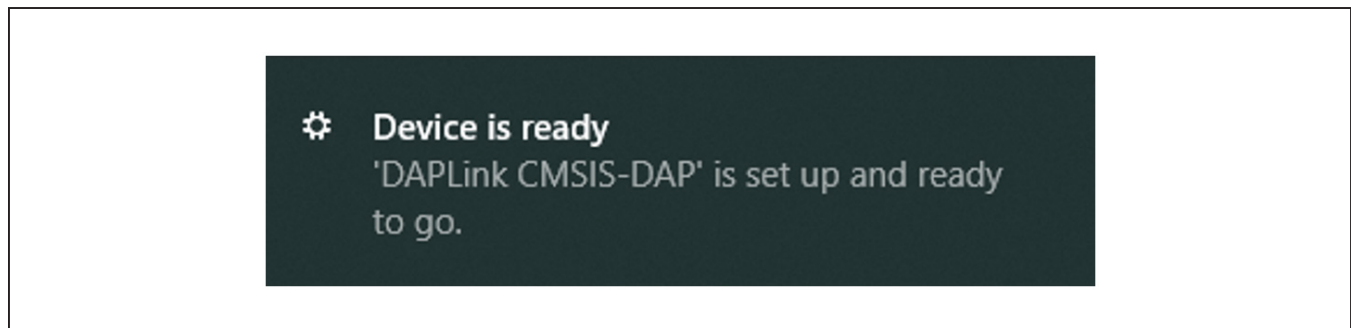 Device is ready
'DAPLink CMSIS-DAP' is set up and ready
to go.